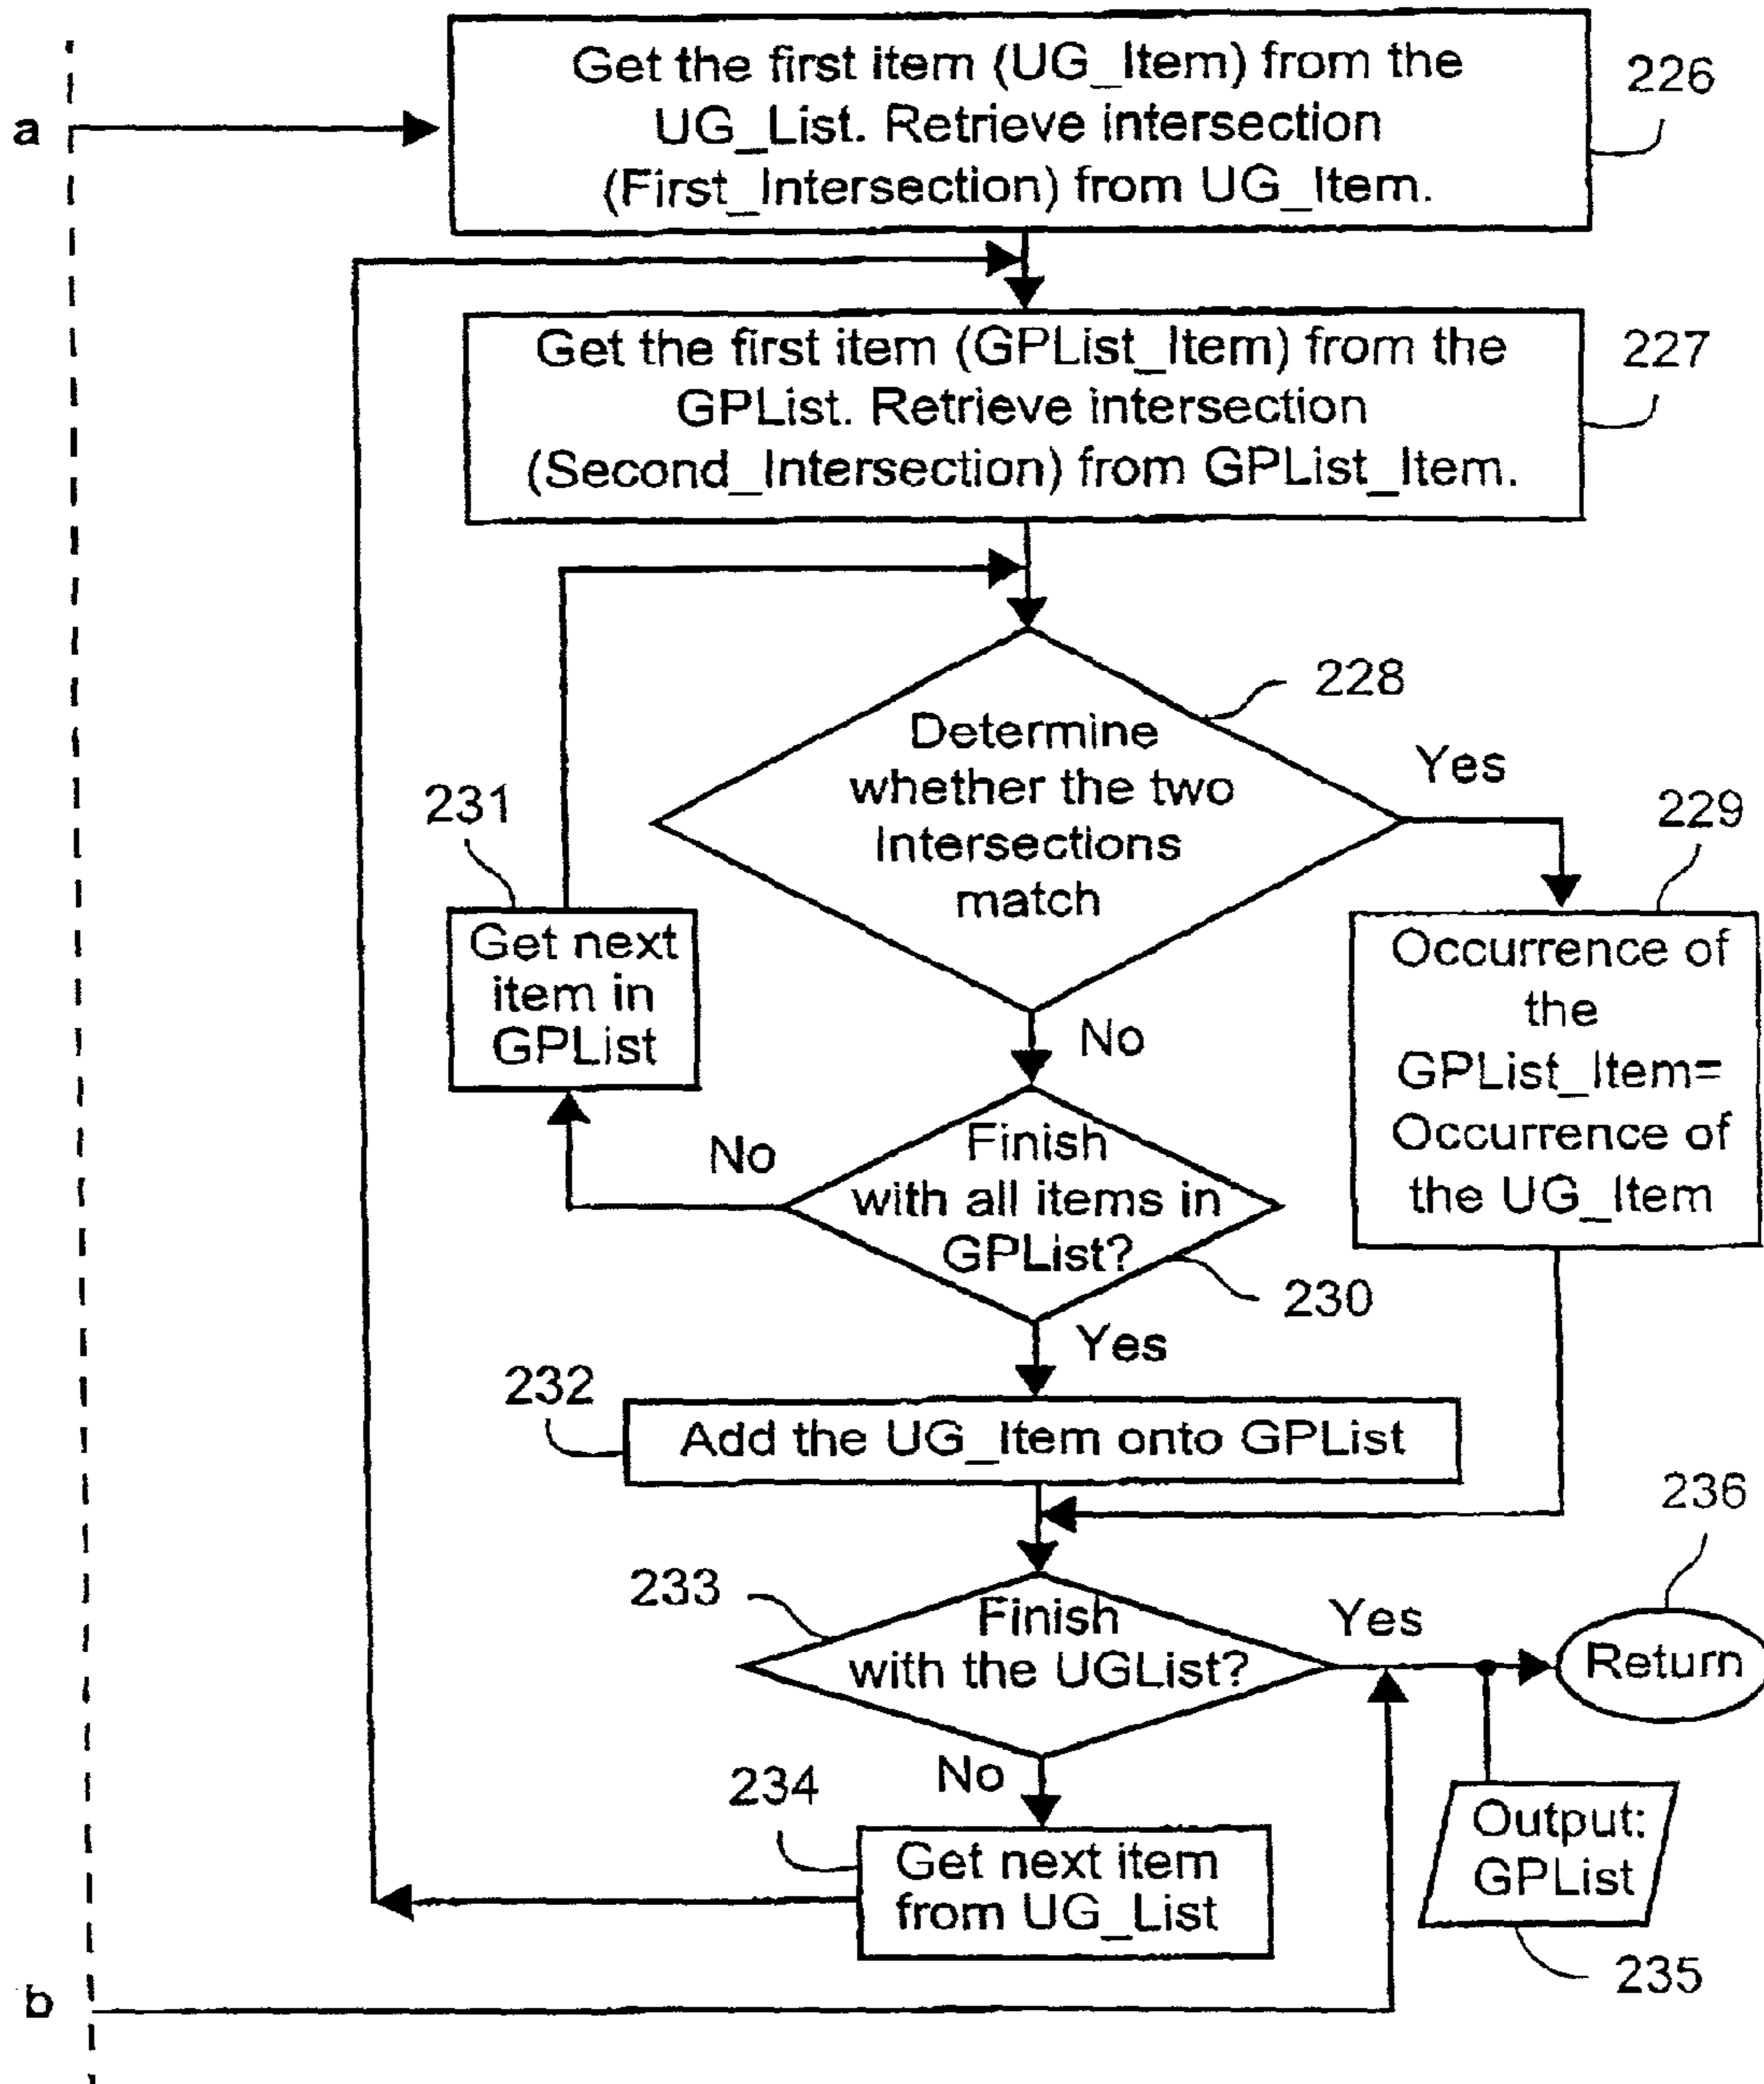 Get the first item (UG_Item) from the
UG_List. Retrieve intersection
(First_Intersection) from UG_Item.
226
a
Get the first item (GPList_Item) from the
GPList. Retrieve intersection
(Second_Intersection) from GPList_Item.
227
228
Determine
whether the two
Intersections
match
Yes
229
231
Get next
item in
GPList
Occurrence of
the
GPList_Item=
Occurrence of
the UG_Item
No
No
Finish
with all items in
GPList?
230
Yes
232
Add the UG_Item onto GPList
236
233
Finish
with the UGList?
Yes
Return
No
234
Get next item
from UG_List
Output:
GPList
235
b